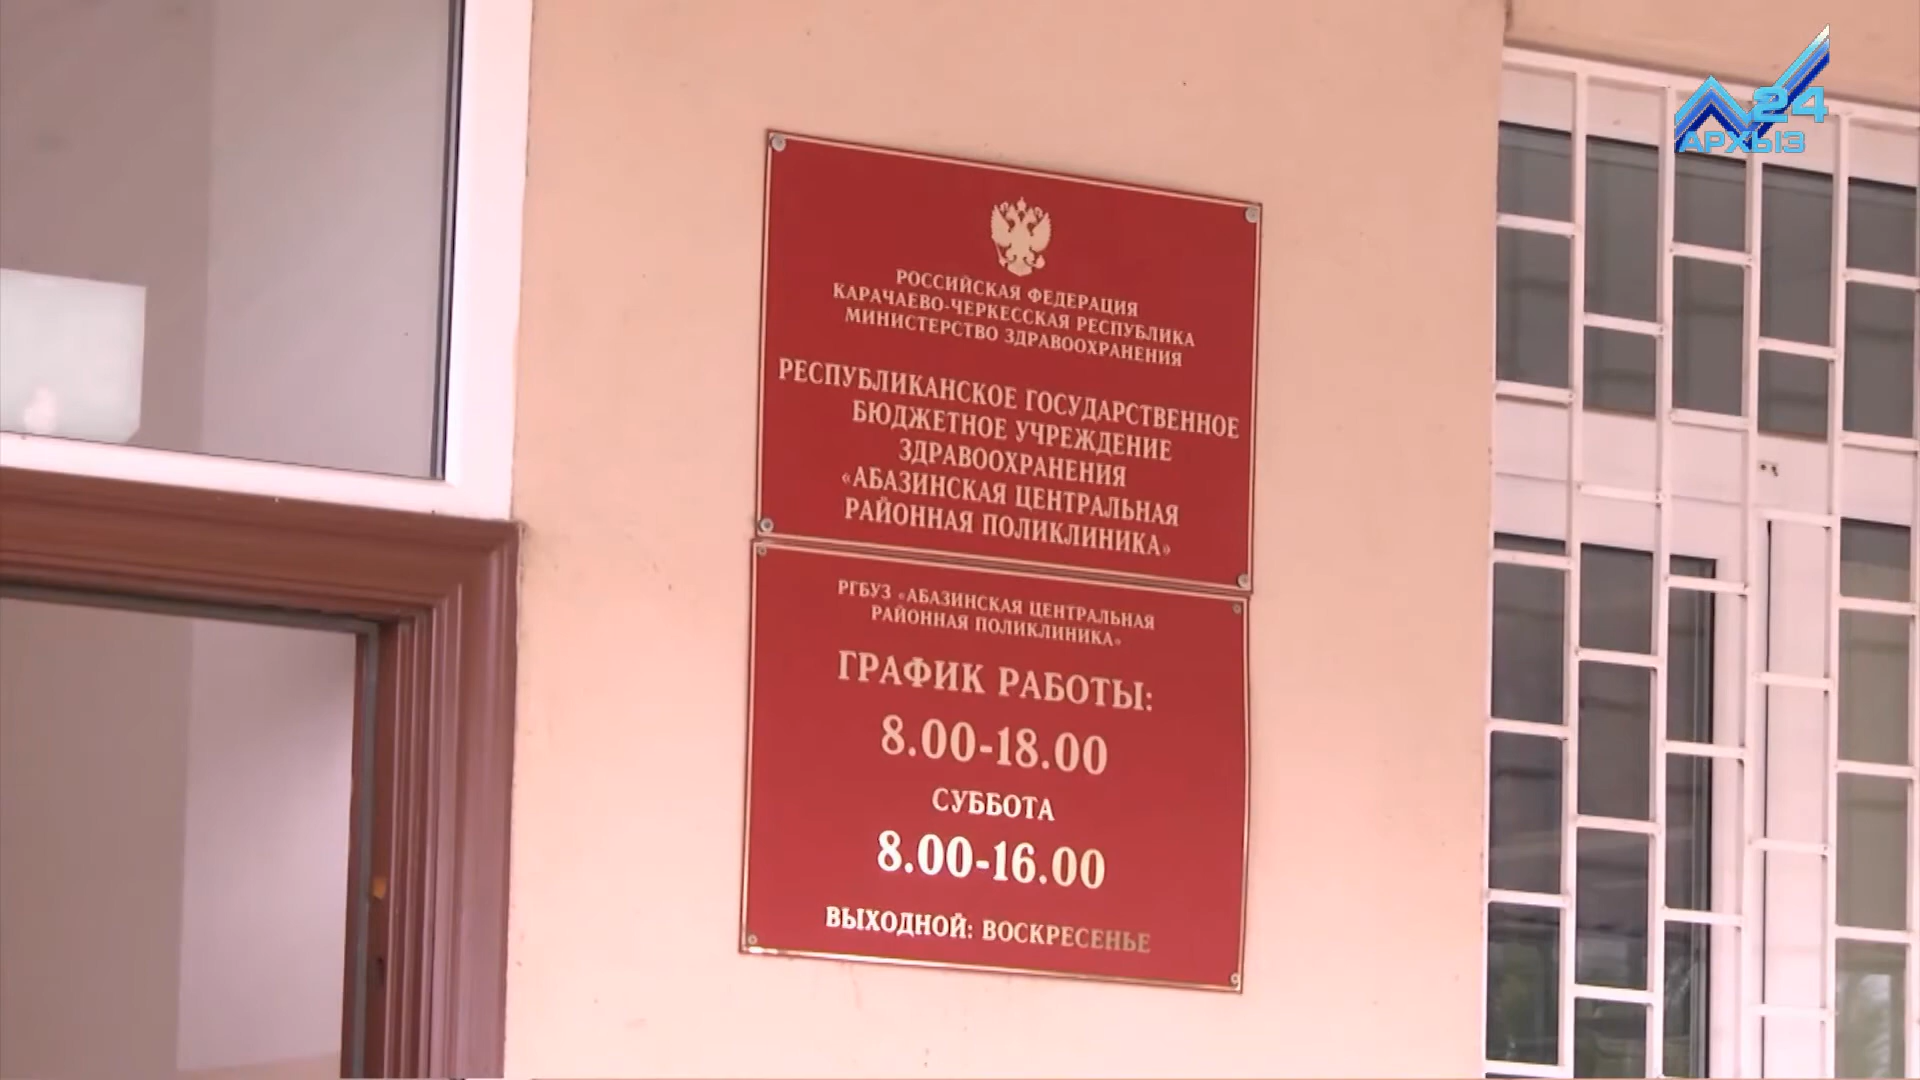 24
АРХЫЗ
РОССИЙСКАЯ ФЕДЕРАЦИЯ
КАРАЧАЕВО-ЧЕРКЕССКАЯ РЕСПУБЛИКА
МИНИСТЕРСТВО ЗДРАВООХРАНЕНИЯ
РЕСПУБЛИКАНСКОЕ ГОСУДАРСТВЕННОЕ
БЮДЖЕТНОЕ УЧРЕЖДЕНИЕ
ЗДРАВООХРАНЕНИЯ
«АБАЗИНСКАЯ ЦЕНТРАЛЬНАЯ
РАЙОННАЯ ПОЛИКЛИНИКА»
РГБУЗ «АБАЗИНСКАЯ ЦЕНТРАЛЬНАЯ
РАЙОННАЯ ПОЛИКЛИНИКА»
ГРАФИК РАБОТЫ:
8.00-18.00
СУББОТА
8.00-16.00
ВЫХОДНОЙ: ВОСКРЕСЕНЬЕ